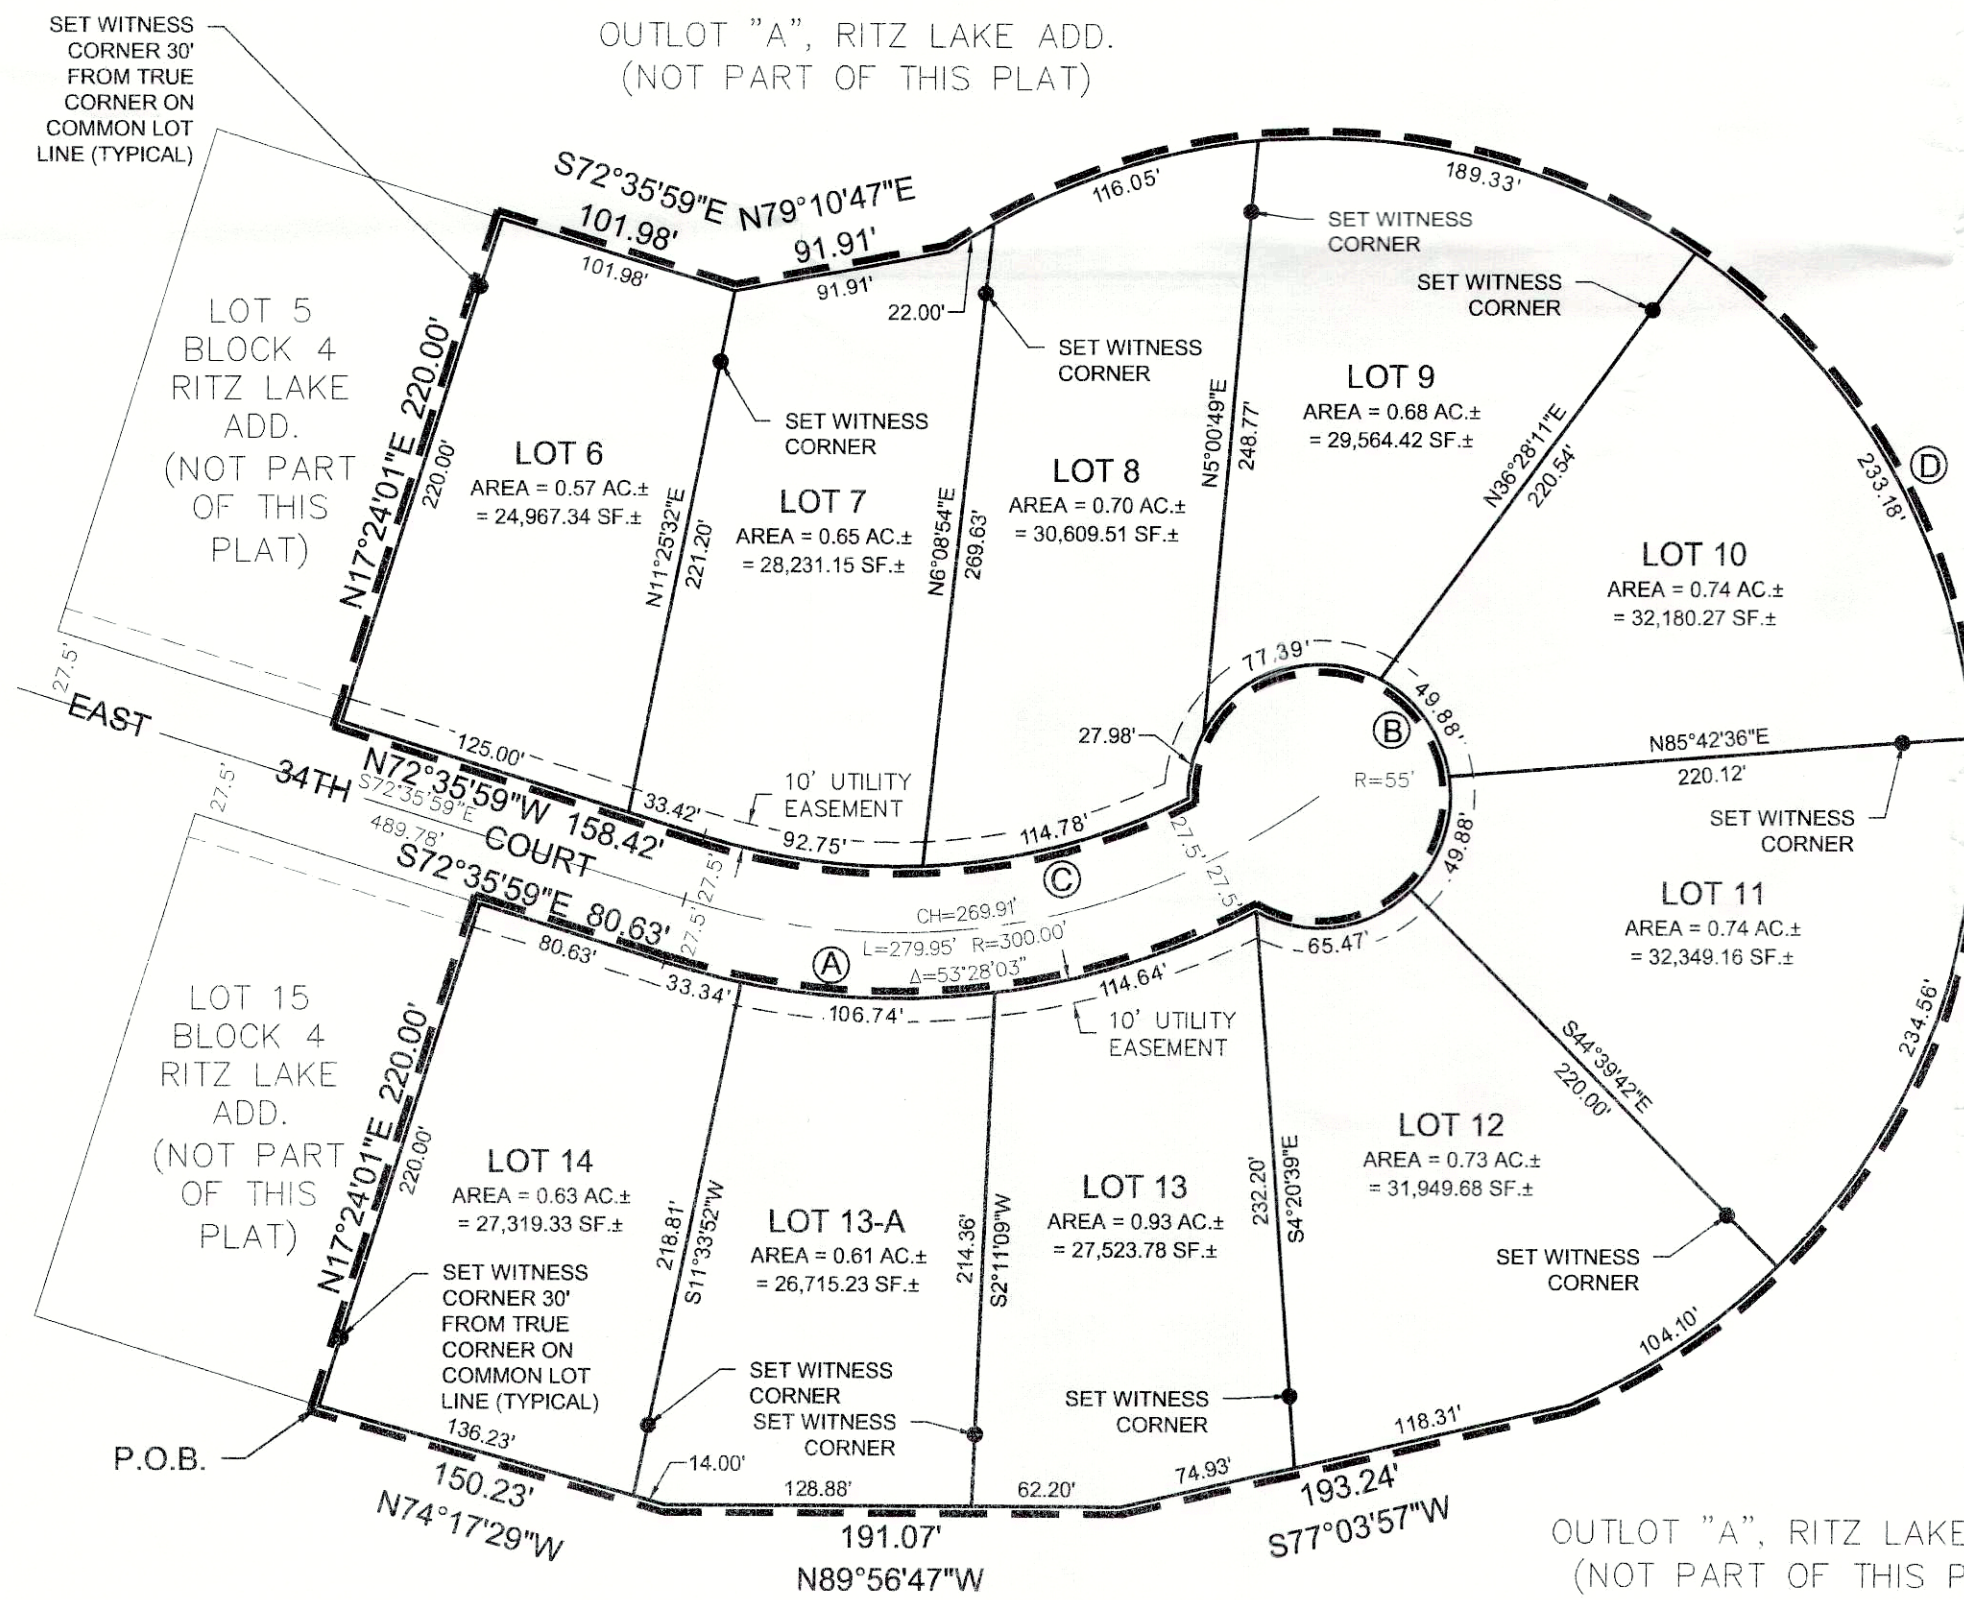 SET WITNESS
CORNER 30'
FROM TRUE
CORNER ON
COMMON LOT
LINE (TYPICAL)
OUTLOT "A", RITZ LAKE ADD.
(NOT PART OF THIS PLAT)
S72°35'59"E
101.98'
101.98'
N79°10'47"E
91.91'
91.91'
22.00'
116.05'
189.33'
SET WITNESS
CORNER
SET WITNESS
CORNER
SET WITNESS
CORNER
SET WITNESS
CORNER
LOT 5
BLOCK 4
RITZ LAKE
ADD.
(NOT PART
OF THIS
PLAT)
N17°24'01"E 220.00'
220.00'
LOT 6
AREA = 0.57 AC.±
= 24,967.34 SF.±
N11°25'32"E
221.20'
LOT 7
AREA = 0.65 AC.±
= 28,231.15 SF.±
N6°08'54"E
269.63'
LOT 8
AREA = 0.70 AC.±
= 30,609.51 SF.±
N5°00'49"E
248.77'
LOT 9
AREA = 0.68 AC.±
= 29,564.42 SF.±
N36°28'11"E
220.54'
LOT 10
AREA = 0.74 AC.±
= 32,180.27 SF.±
233.18'
D
27.5'
EAST
34TH
COURT
27.5'
125.00'
N72°35'59"W 158.42'
S72°35'59"E
489.78'
33.42'
10' UTILITY
EASEMENT
92.75'
114.78'
C
27.98'
77.39'
49.88'
B
R=55'
49.88'
65.47'
27.5'
27.5'
27.5'
27.5'
N85°42'36"E
220.12'
SET WITNESS
CORNER
LOT 11
AREA = 0.74 AC.±
= 32,349.16 SF.±
234.56'
S72°35'59"E 80.63'
80.63'
33.34'
A
106.74'
CH=269.91'
L=279.95' R=300.00'
Δ=53°28'03"
114.64'
10' UTILITY
EASEMENT
S44°39'42"E
220.00'
LOT 15
BLOCK 4
RITZ LAKE
ADD.
(NOT PART
OF THIS
PLAT)
N17°24'01"E 220.00'
220.00'
LOT 14
AREA = 0.63 AC.±
= 27,319.33 SF.±
SET WITNESS
CORNER 30'
FROM TRUE
CORNER ON
COMMON LOT
LINE (TYPICAL)
218.81'
S11°33'52"W
LOT 13-A
AREA = 0.61 AC.±
= 26,715.23 SF.±
214.36'
S2°11'09"W
LOT 13
AREA = 0.93 AC.±
= 27,523.78 SF.±
232.20'
S4°20'39"E
LOT 12
AREA = 0.73 AC.±
= 31,949.68 SF.±
SET WITNESS
CORNER
SET WITNESS
CORNER
SET WITNESS
CORNER
SET WITNESS
CORNER
104.10'
118.31'
P.O.B.
136.23'
150.23'
N74°17'29"W
14.00'
128.88'
62.20'
74.93'
191.07'
N89°56'47"W
193.24'
S77°03'57"W
OUTLOT "A", RITZ LAKE
(NOT PART OF THIS P